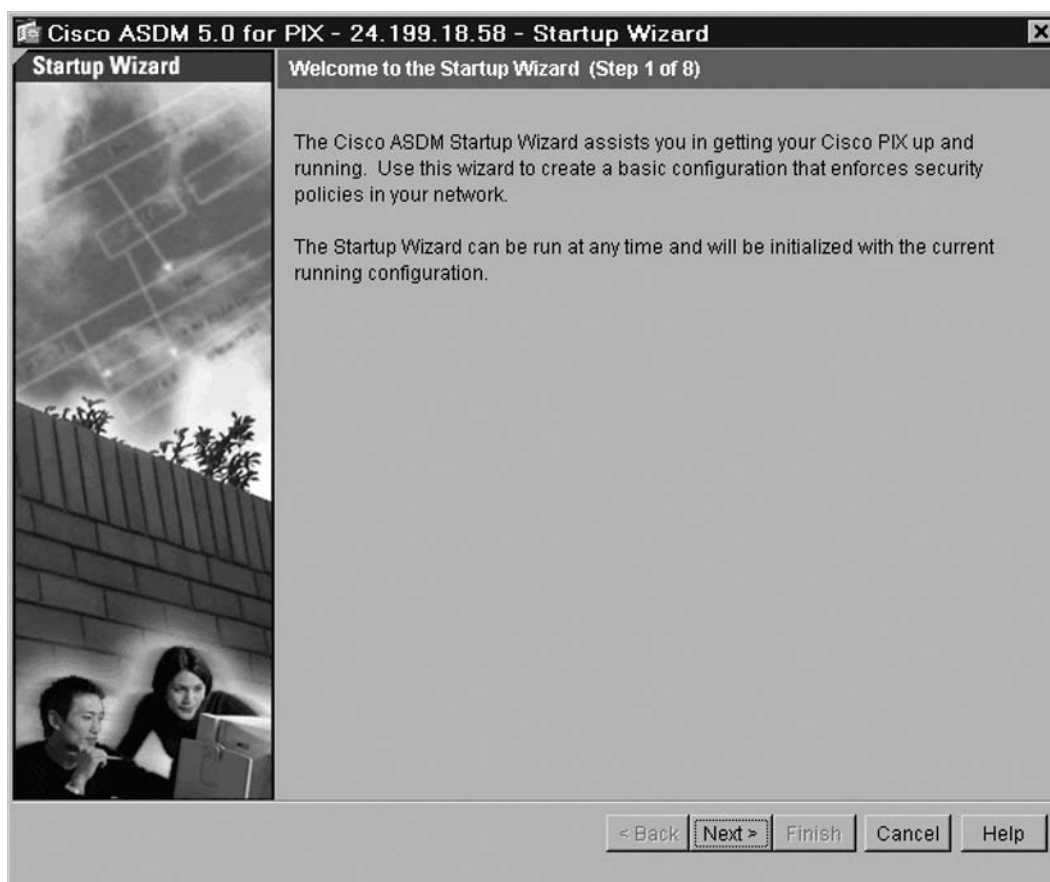 Cisco ASDM 5.0 for PIX - 24.199.18.58 - Startup Wizard
Startup Wizard
Welcome to the Startup Wizard (Step 1 of 8)
The Cisco ASDM Startup Wizard assists you in getting your Cisco PIX up and
running. Use this wizard to create a basic configuration that enforces security
policies in your network.
The Startup Wizard can be run at any time and will be initialized with the current
running configuration.
< Back Next > Finish Cancel Help